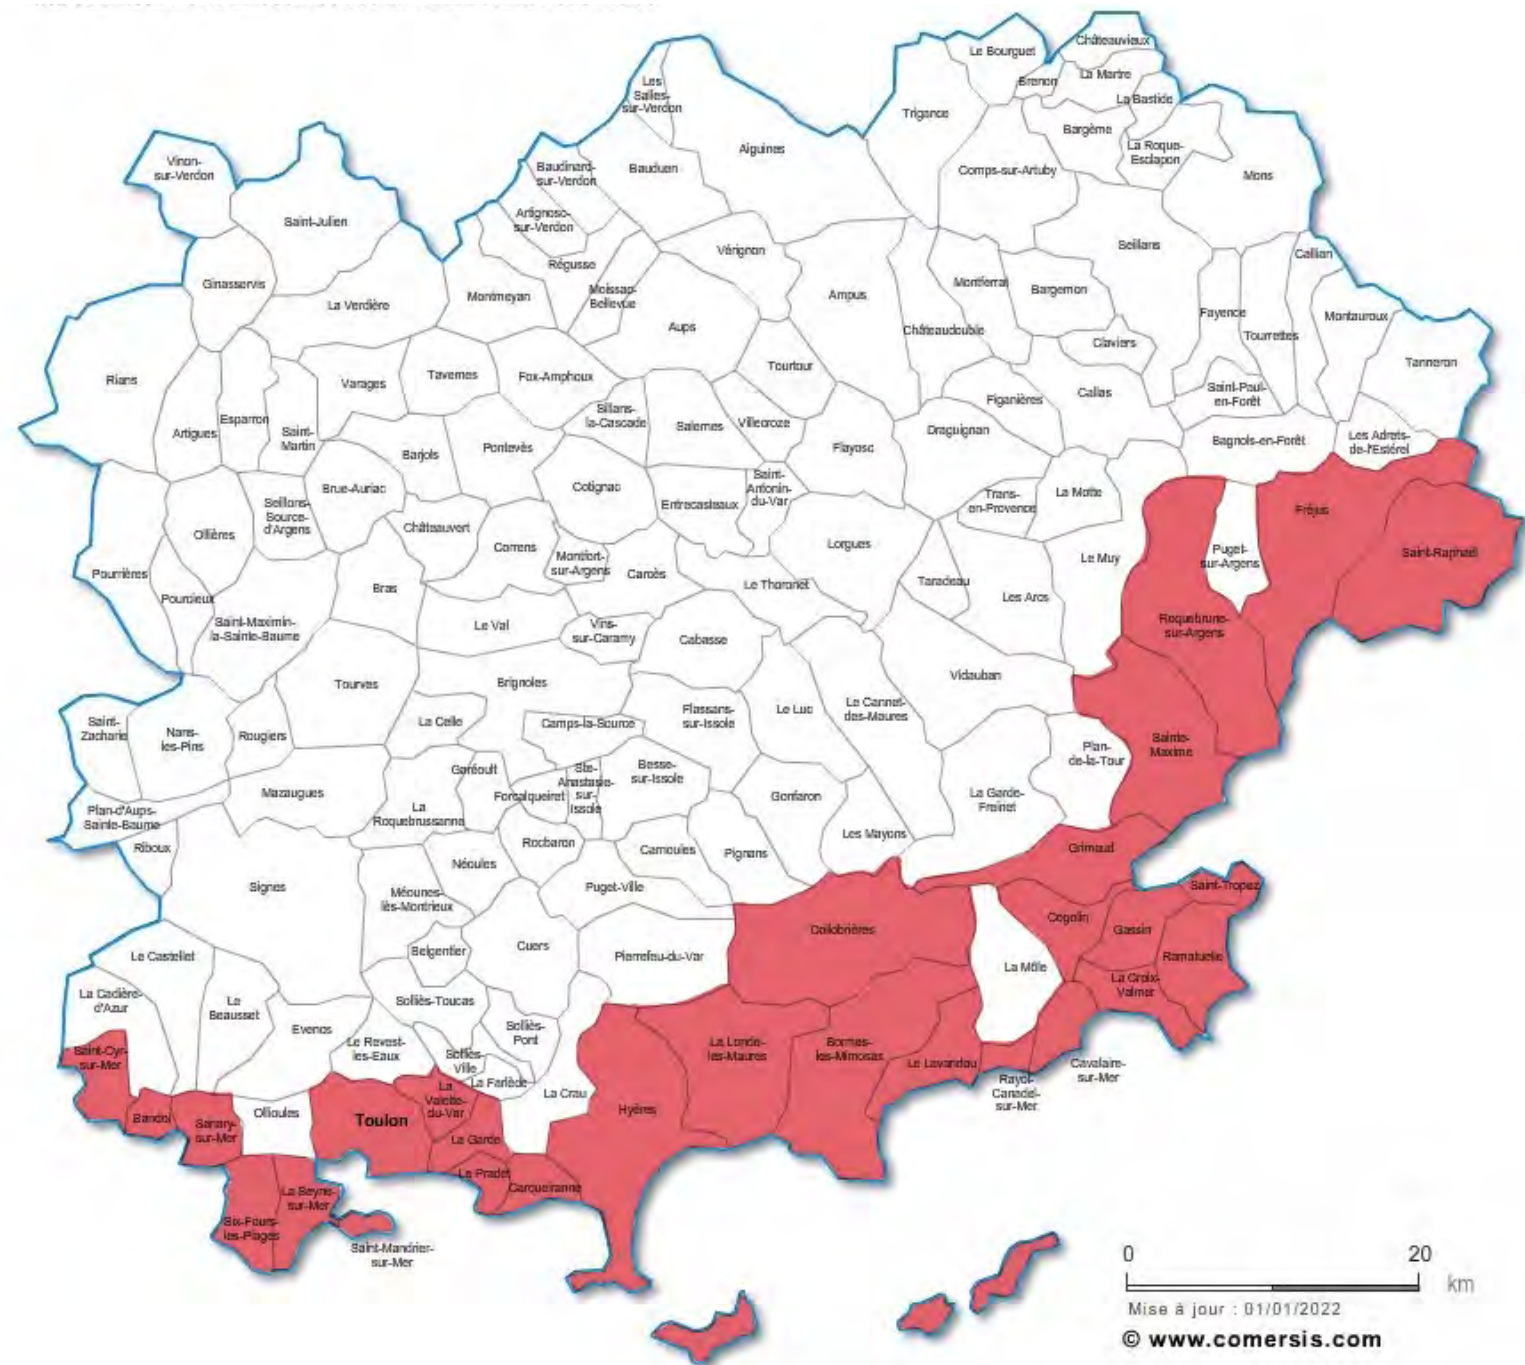 Le Bourguet
Châteauvieux
Brenon
La Martre
Les
Salles-
sur-Verdon
La Bastide
Trigance
Bargème
Aiguines
La Roque-
Esclapon
Vinon-
sur-Verdon
Baudinard-
sur-Verdon
Bauduen
Comps-sur-Artuby
Mons
Saint-Julien
Artignosc-
sur-Verdon
Vérignon
Seillans
Callian
Régusse
Ginasservis
Montmeyan
Moissac-
Bellevue
La Verdière
Ampus
Montferrat
Bargemon
Fayence
Montauroux
Aups
Châteaudouble
Claviers
Tourrettes
Tanneron
Rians
Varages
Tavernes
Fox-Amphoux
Tourtour
Figanières
Callas
Saint-Paul-
en-Forêt
Artigues
Esparron
Saint-
Martin
Sillans-
la-Cascade
Salernes
Villecroze
Draguignan
Barjols
Pontevès
Flayosc
Bagnols-en-Forêt
Les Adrets-
de-l'Estérel
Brue-Auriac
Cotignac
Saint-
Antonin-
du-Var
Seillons-
Source-
d'Argens
Entrecasteaux
Trans-
en-Provence
La Motte
Fréjus
Ollières
Châteauvert
Correns
Montfort-
sur-Argens
Lorgues
Le Muy
Puget-
sur-Argens
Saint-Raphaël
Pourrières
Bras
Carcès
Le Thoronet
Taradeau
Les Arcs
Pourcieux
Saint-Maximin-
la-Sainte-Baume
Le Val
Vins-
sur-Caramy
Cabasse
Roquebrune-
sur-Argens
Tourves
Brignoles
Vidauban
Saint-
Zacharie
Nans-
les-Pins
Rougiers
La Celle
Camps-la-Source
Flassans-
sur-Issole
Le Luc
Le Cannet-
des-Maures
Sainte-
Maxime
Plan-
de-la-Tour
Mazaugues
Garéoult
Forcalqueiret
Ste-
Anastasie-
sur-
Issole
Besse-
sur-Issole
Gonfaron
La Garde-
Freinet
Plan-d'Aups-
Sainte-Baume
La
Roquebrussanne
Rocbaron
Carnoules
Pignans
Les Mayons
Grimaud
Riboux
Signes
Néoules
Méounes-
lès-Montrieux
Puget-Ville
Saint-Tropez
Cogolin
Gassin
Collobrières
Belgentier
Cuers
Pierrefeu-du-Var
La Môle
Ramatuelle
Le Castellet
La Croix-
Valmer
La Cadière-
d'Azur
Le
Beausset
Solliès-Toucas
Evenos
Solliès-
Pont
Le Revest-
les-Eaux
La Londe-
les-Maures
Bormes-
les-Mimosas
Saint-Cyr-
sur-Mer
Solliès-
Ville
Le Lavandou
Cavalaire-
sur-Mer
La Farlède
La Crau
Rayol-
Canadel-
sur-Mer
La
Valette-
du-Var
Bandol
Sanary-
sur-Mer
Ollioules
Toulon
Hyères
La Garde
Le Pradet
Carqueiranne
La Seyne-
sur-Mer
Six-Fours-
les-Plages
Saint-Mandrier-
sur-Mer
0 20
km
Mise à jour : 01/01/2022
© www.comersis.com